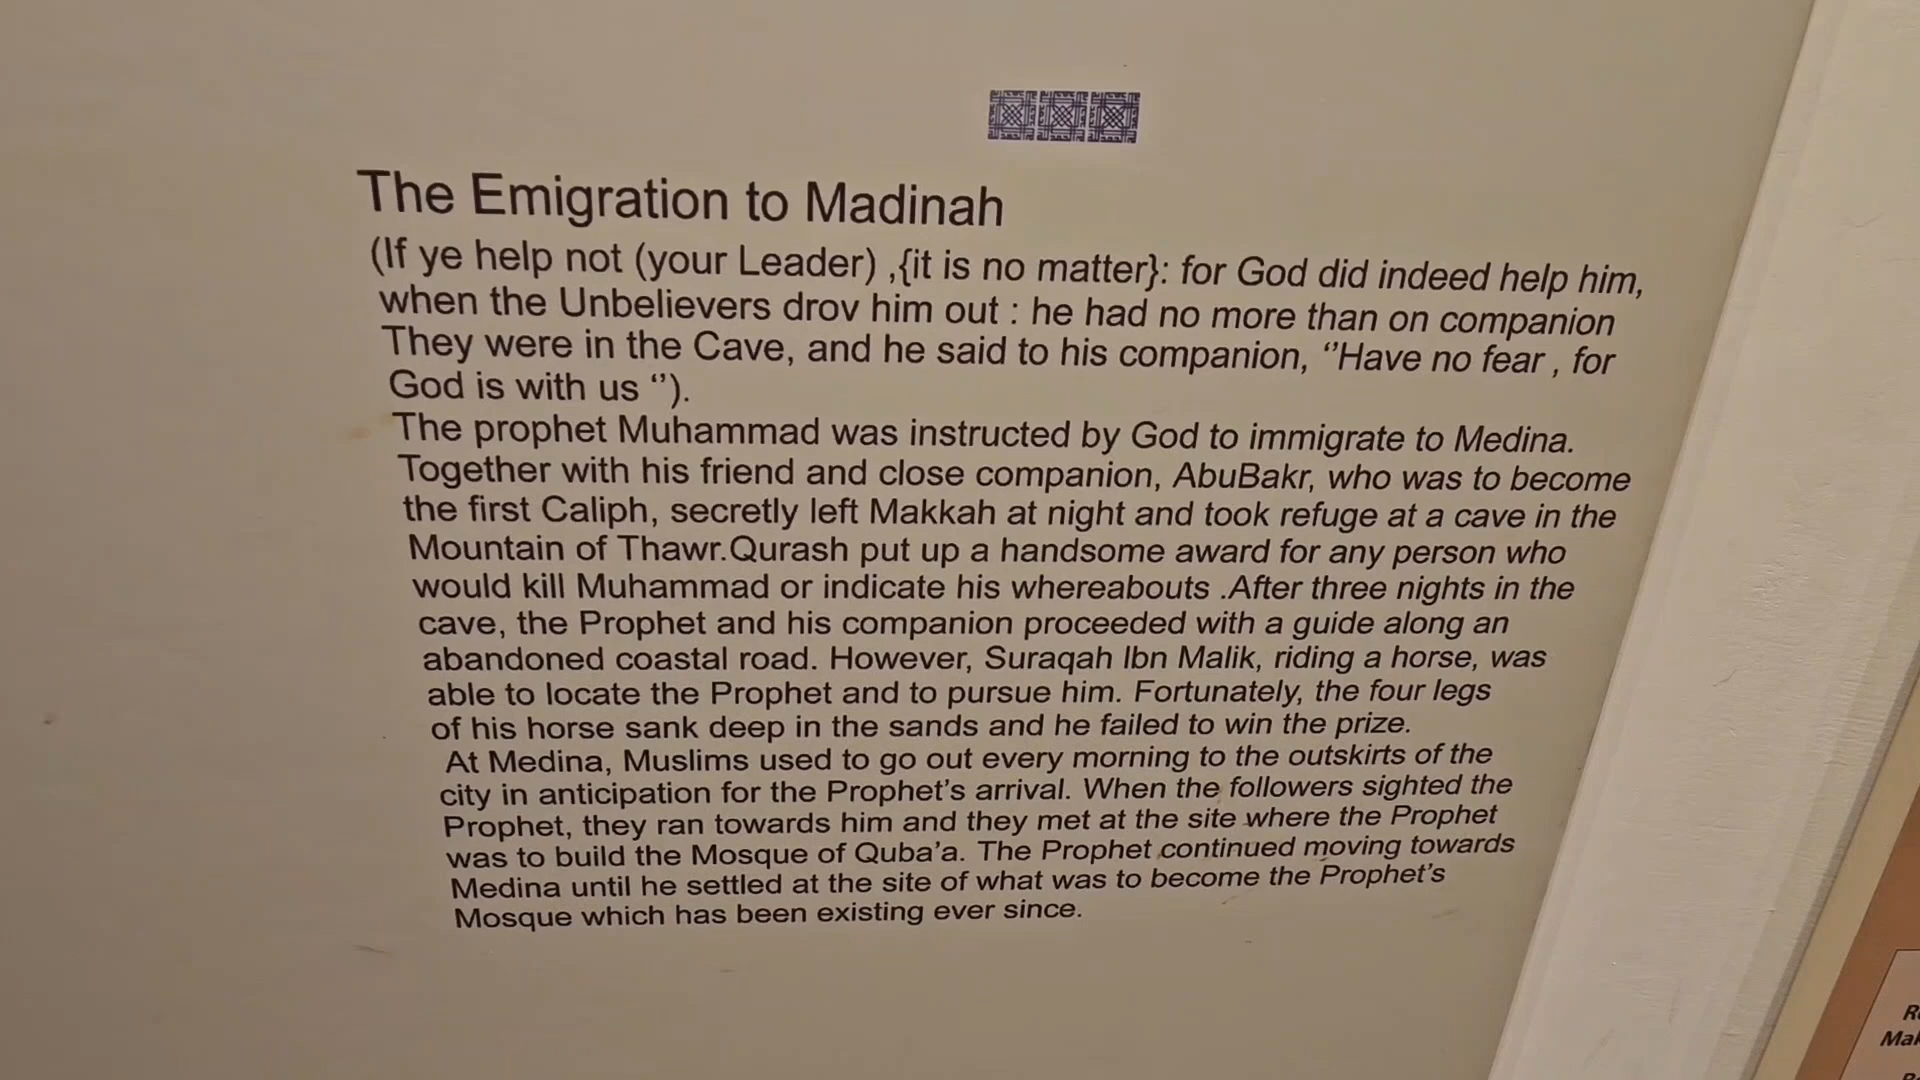 The Emigration to Madinah
(If ye help not (your Leader) ,{it is no matter}: for God did indeed help him,
when the Unbelievers drov him out : he had no more than on companion
They were in the Cave, and he said to his companion, ‘’Have no fear , for
God is with us ‘’).
The prophet Muhammad was instructed by God to immigrate to Medina.
Together with his friend and close companion, AbuBakr, who was to become
the first Caliph, secretly left Makkah at night and took refuge at a cave in the
Mountain of Thawr.Qurash put up a handsome award for any person who
would kill Muhammad or indicate his whereabouts .After three nights in the
cave, the Prophet and his companion proceeded with a guide along an
abandoned coastal road. However, Suraqah Ibn Malik, riding a horse, was
able to locate the Prophet and to pursue him. Fortunately, the four legs
of his horse sank deep in the sands and he failed to win the prize.
At Medina, Muslims used to go out every morning to the outskirts of the
city in anticipation for the Prophet’s arrival. When the followers sighted the
Prophet, they ran towards him and they met at the site where the Prophet
was to build the Mosque of Quba’a. The Prophet continued moving towards
Medina until he settled at the site of what was to become the Prophet’s
Mosque which has been existing ever since.